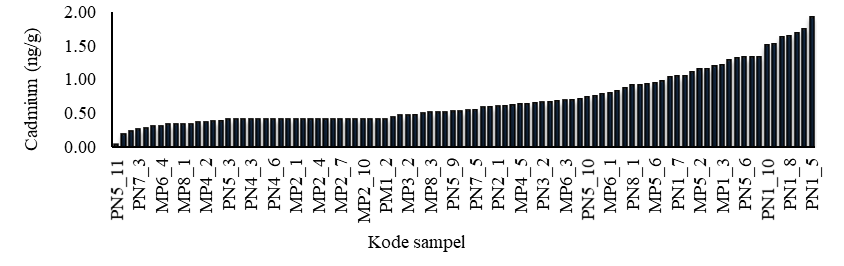 Cadmium (ng/g)
2.00
1.50
1.00
0.50
0.00
PN5_11
PN7_3
MP6_4
MP8_1
MP4_2
PN5_3
PN4_3
PN4_6
MP2_1
MP2_4
MP2_7
MP2_10
PM1_2
MP3_2
MP8_3
PN5_9
PN7_5
PN2_1
MP4_5
PN3_2
MP6_3
PN5_10
MP6_1
PN8_1
MP5_6
PN1_7
MP5_2
MP1_3
PN5_6
PN1_10
PN1_8
PN1_5
Kode sampel